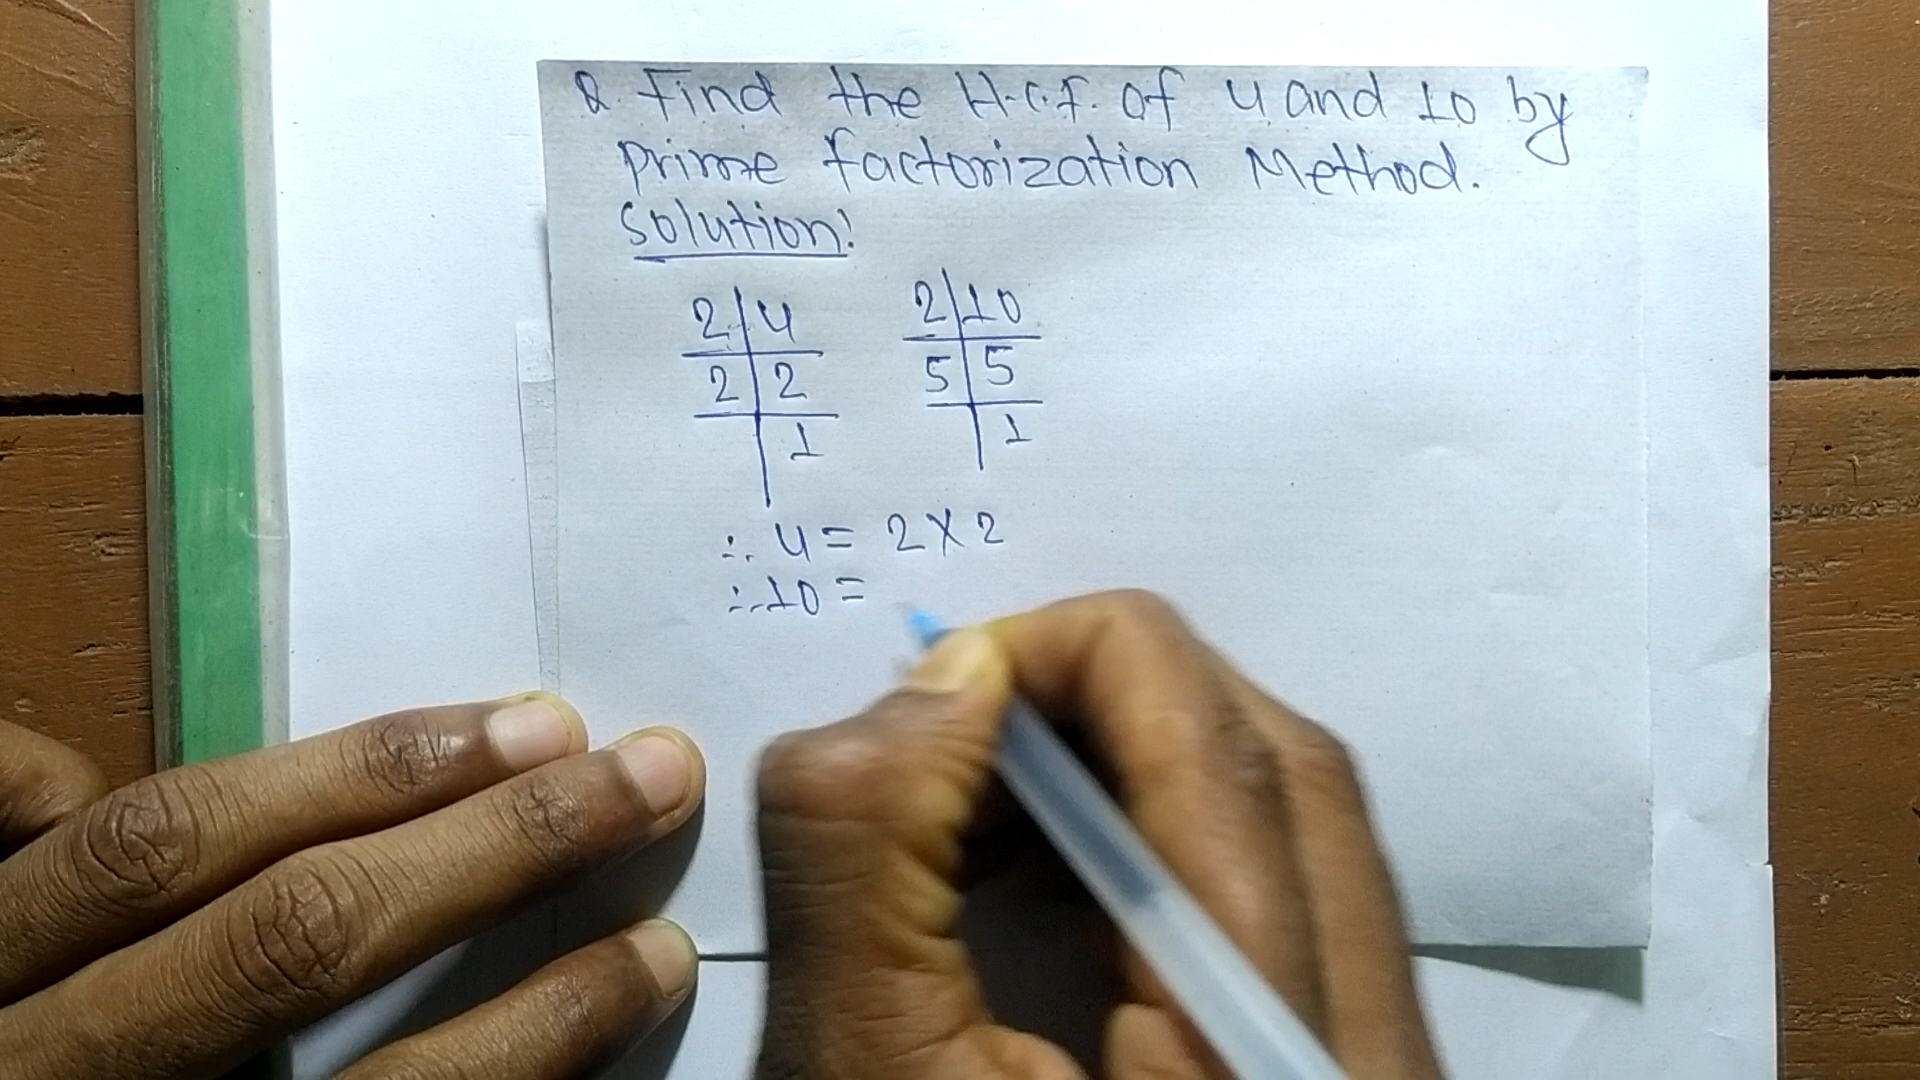 Q. Find the H.C.F. of 4 and 10 by
prime factorization Method.
Solution:
2 | 4
2 | 2
1
2 | 10
5 | 5
1
∴ 4 = 2 × 2
∴ 10 =